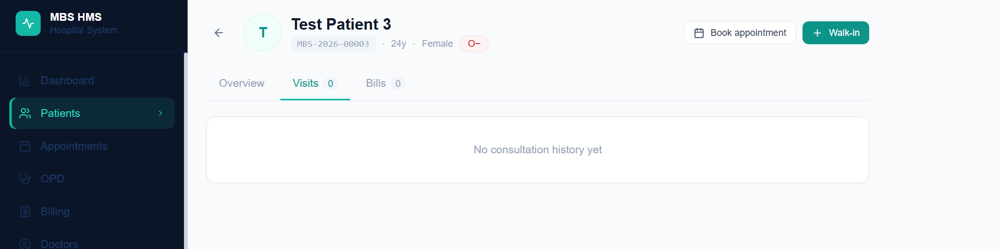 MBS HMS
Hospital System
Dashboard
Patients
Appointments
OPD
Billing
Doctors
T
Test Patient 3
MBS-2026-00003 · 24y · Female O−
Book appointment
Walk-in
Overview
Visits 0
Bills 0
No consultation history yet